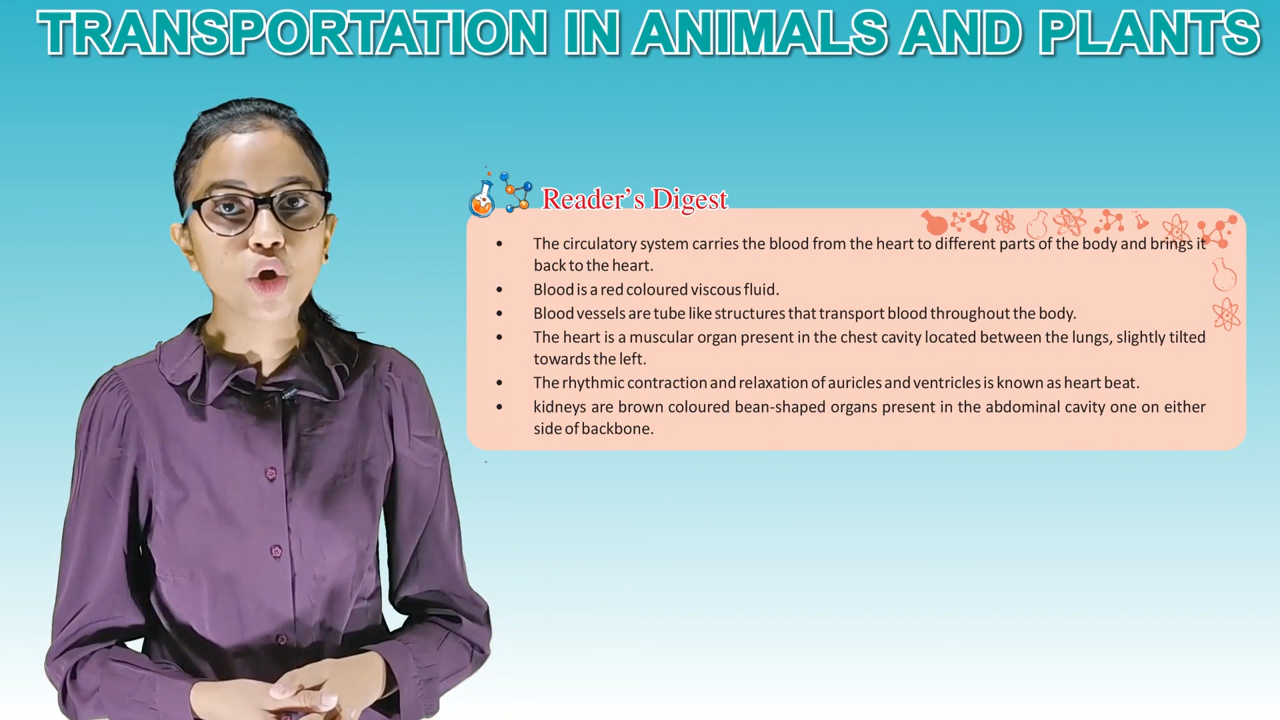 TRANSPORTATION IN ANIMALS AND PLANTS
Reader's Digest
• The circulatory system carries the blood from the heart to different parts of the body and brings it
back to the heart.
• Blood is a red coloured viscous fluid.
• Blood vessels are tube like structures that transport blood throughout the body.
• The heart is a muscular organ present in the chest cavity located between the lungs, slightly tilted
towards the left.
• The rhythmic contraction and relaxation of auricles and ventricles is known as heart beat.
• kidneys are brown coloured bean-shaped organs present in the abdominal cavity one on either
side of backbone.